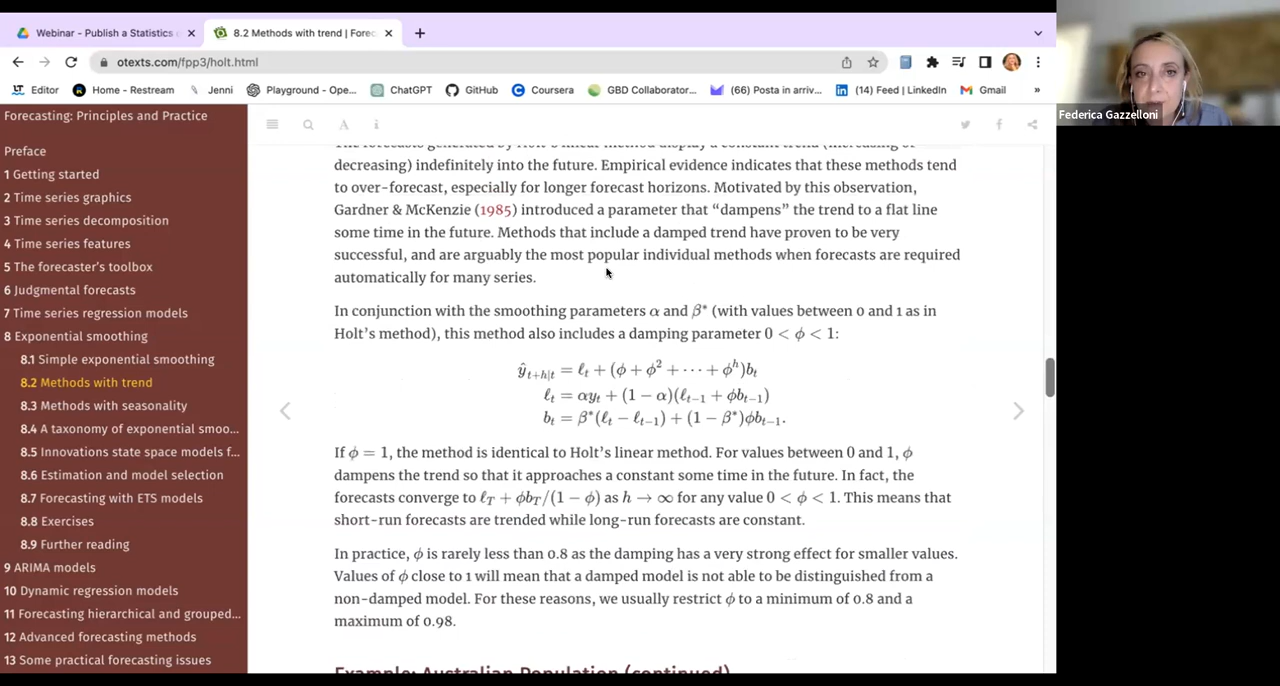 Webinar - Publish a Statistics
8.2 Methods with trend | Forec
otexts.com/fpp3/holt.html
Editor
Home - Restream
Jenni
Playground - Ope...
ChatGPT
GitHub
Coursera
GBD Collaborator...
(66) Posta in arriv...
(14) Feed | LinkedIn
Gmail
»
Federica Gazzelloni
Forecasting: Principles and Practice
Preface
1 Getting started
2 Time series graphics
3 Time series decomposition
4 Time series features
5 The forecaster's toolbox
6 Judgmental forecasts
7 Time series regression models
8 Exponential smoothing
8.1 Simple exponential smoothing
8.2 Methods with trend
8.3 Methods with seasonality
8.4 A taxonomy of exponential smoo...
8.5 Innovations state space models f...
8.6 Estimation and model selection
8.7 Forecasting with ETS models
8.8 Exercises
8.9 Further reading
9 ARIMA models
10 Dynamic regression models
11 Forecasting hierarchical and grouped...
12 Advanced forecasting methods
13 Some practical forecasting issues
The forecasts generated by Holt's linear method display a constant trend (increasing or
decreasing) indefinitely into the future. Empirical evidence indicates that these methods tend
to over-forecast, especially for longer forecast horizons. Motivated by this observation,
Gardner & McKenzie (1985) introduced a parameter that “dampens” the trend to a flat line
some time in the future. Methods that include a damped trend have proven to be very
successful, and are arguably the most popular individual methods when forecasts are required
automatically for many series.
In conjunction with the smoothing parameters α and β* (with values between 0 and 1 as in
Holt's method), this method also includes a damping parameter 0 < ϕ < 1:
ŷ_{t+h|t} = ℓ_t + (ϕ + ϕ² + ⋯ + ϕ^h)b_t
ℓ_t = αy_t + (1 − α)(ℓ_{t−1} + ϕb_{t−1})
b_t = β*(ℓ_t − ℓ_{t−1}) + (1 − β*)ϕb_{t−1}.
If ϕ = 1, the method is identical to Holt's linear method. For values between 0 and 1, ϕ
dampens the trend so that it approaches a constant some time in the future. In fact, the
forecasts converge to ℓ_T + ϕb_T/(1 − ϕ) as h → ∞ for any value 0 < ϕ < 1. This means that
short-run forecasts are trended while long-run forecasts are constant.
In practice, ϕ is rarely less than 0.8 as the damping has a very strong effect for smaller values.
Values of ϕ close to 1 will mean that a damped model is not able to be distinguished from a
non-damped model. For these reasons, we usually restrict ϕ to a minimum of 0.8 and a
maximum of 0.98.
Example: Australian Population (continued)